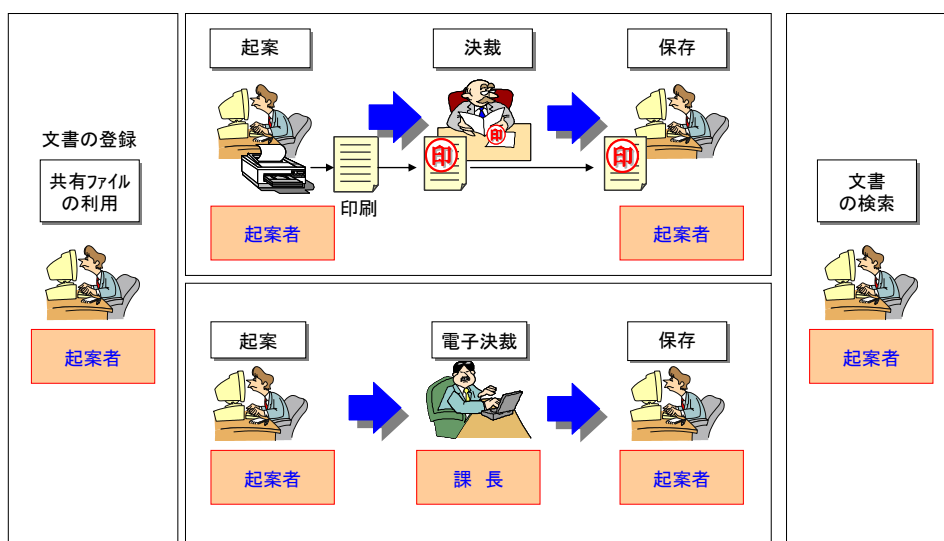 文書の登録
共有ファイル
の利用
起案者
起案
決裁
保存
印
印
印
印刷
起案者
起案者
起案
電子決裁
保存
起案者
課 長
起案者
文書
の検索
起案者